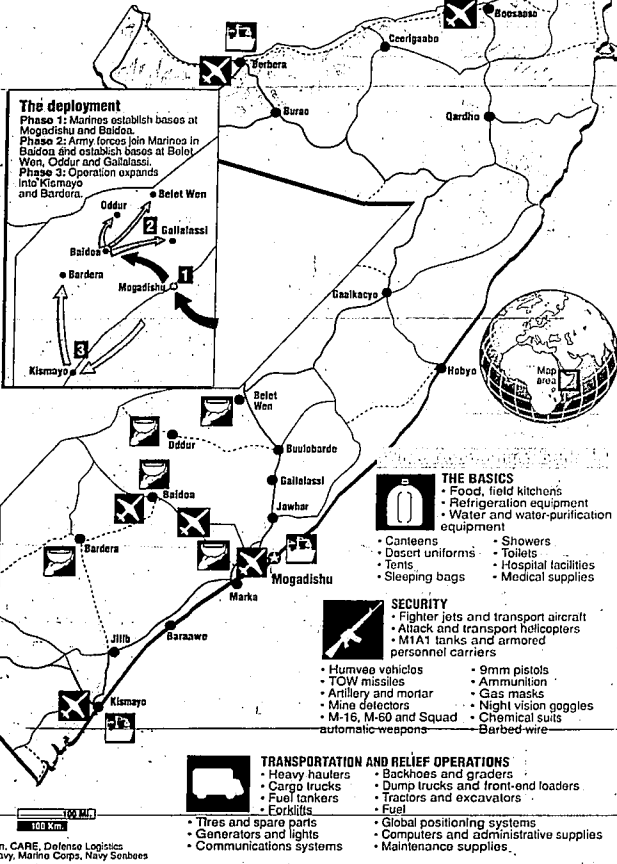 Boosaaso
Ceerigaabo
Berbera
Burao
Qardho
The deployment
Phase 1: Marines establish bases at
Mogadishu and Baidoa.
Phase 2: Army forces join Marines in
Baidoa and establish bases at Belet
Wen, Oddur and Gallalassi.
Phase 3: Operation expands
into Kismayo
and Bardera.
Belet Wen
Oddur
2
Gallalassi
Baidoa
Bardera
1
Mogadishu
3
Kismayo
Gaalkacyo
Hobyo
Map
area
Belet
Wen
Oddur
Buulobarde
Gallalassi
Baidoa
Jawhar
Bardera
Mogadishu
Marka
Baraawe
Jilib
Kismayo
THE BASICS
• Food, field kitchens
• Refrigeration equipment
• Water and water-purification
equipment
• Canteens
• Desert uniforms
• Tents
• Sleeping bags
• Showers
• Toilets
• Hospital facilities
• Medical supplies
SECURITY
• Fighter jets and transport aircraft
• Attack and transport helicopters
• M1A1 tanks and armored
personnel carriers
• Humvee vehicles
• TOW missiles
• Artillery and mortar
• Mine detectors
• M-16, M-60 and Squad
automatic weapons
• 9mm pistols
• Ammunition
• Gas masks
• Night vision goggles
• Chemical suits
• Barbed wire
TRANSPORTATION AND RELIEF OPERATIONS
• Heavy haulers
• Cargo trucks
• Fuel tankers
• Forklifts
• Tires and spare parts
• Generators and lights
• Communications systems
• Backhoes and graders
• Dump trucks and front-end loaders
• Tractors and excavators
• Fuel
• Global positioning systems
• Computers and administrative supplies
• Maintenance supplies
100 Mi.
100 Km.
n, CARE, Defense Logistics
avy, Marine Corps, Navy Seabees